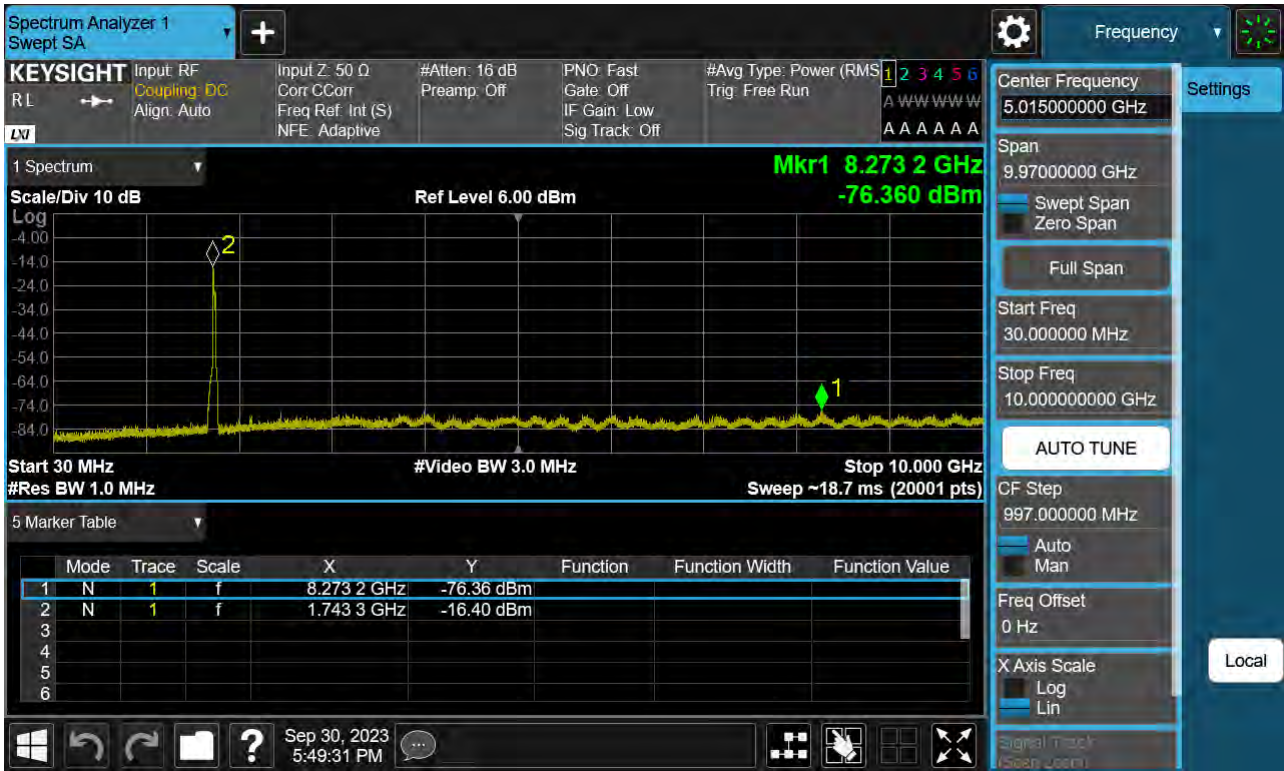 Spectrum Analyzer 1
Swept SA
+
Frequency
KEYSIGHT
RL
LXI
Input: RF
Coupling: DC
Align: Auto
Input Z: 50 Ω
Corr CCorr
Freq Ref: Int (S)
NFE: Adaptive
#Atten: 16 dB
Preamp: Off
PNO: Fast
Gate: Off
IF Gain: Low
Sig Track: Off
#Avg Type: Power (RMS
Trig: Free Run
1 2 3 4 5 6
A W W W W W
A A A A A A
1 Spectrum
Mkr1 8.273 2 GHz
Scale/Div 10 dB
Ref Level 6.00 dBm
-76.360 dBm
Log
-4.00
-14.0
-24.0
-34.0
-44.0
-54.0
-64.0
-74.0
-84.0
2
1
Start 30 MHz
#Video BW 3.0 MHz
Stop 10.000 GHz
#Res BW 1.0 MHz
Sweep ~18.7 ms (20001 pts)
5 Marker Table
Mode Trace Scale X Y Function Function Width Function Value
1 N 1 f 8.273 2 GHz -76.36 dBm
2 N 1 f 1.743 3 GHz -16.40 dBm
3
4
5
6
?
Sep 30, 2023
5:49:31 PM
Center Frequency
5.015000000 GHz
Settings
Span
9.97000000 GHz
Swept Span
Zero Span
Full Span
Start Freq
30.000000 MHz
Stop Freq
10.000000000 GHz
AUTO TUNE
CF Step
997.000000 MHz
Auto
Man
Freq Offset
0 Hz
X Axis Scale
Log
Lin
Local
Signal Track
(Span Zoom)